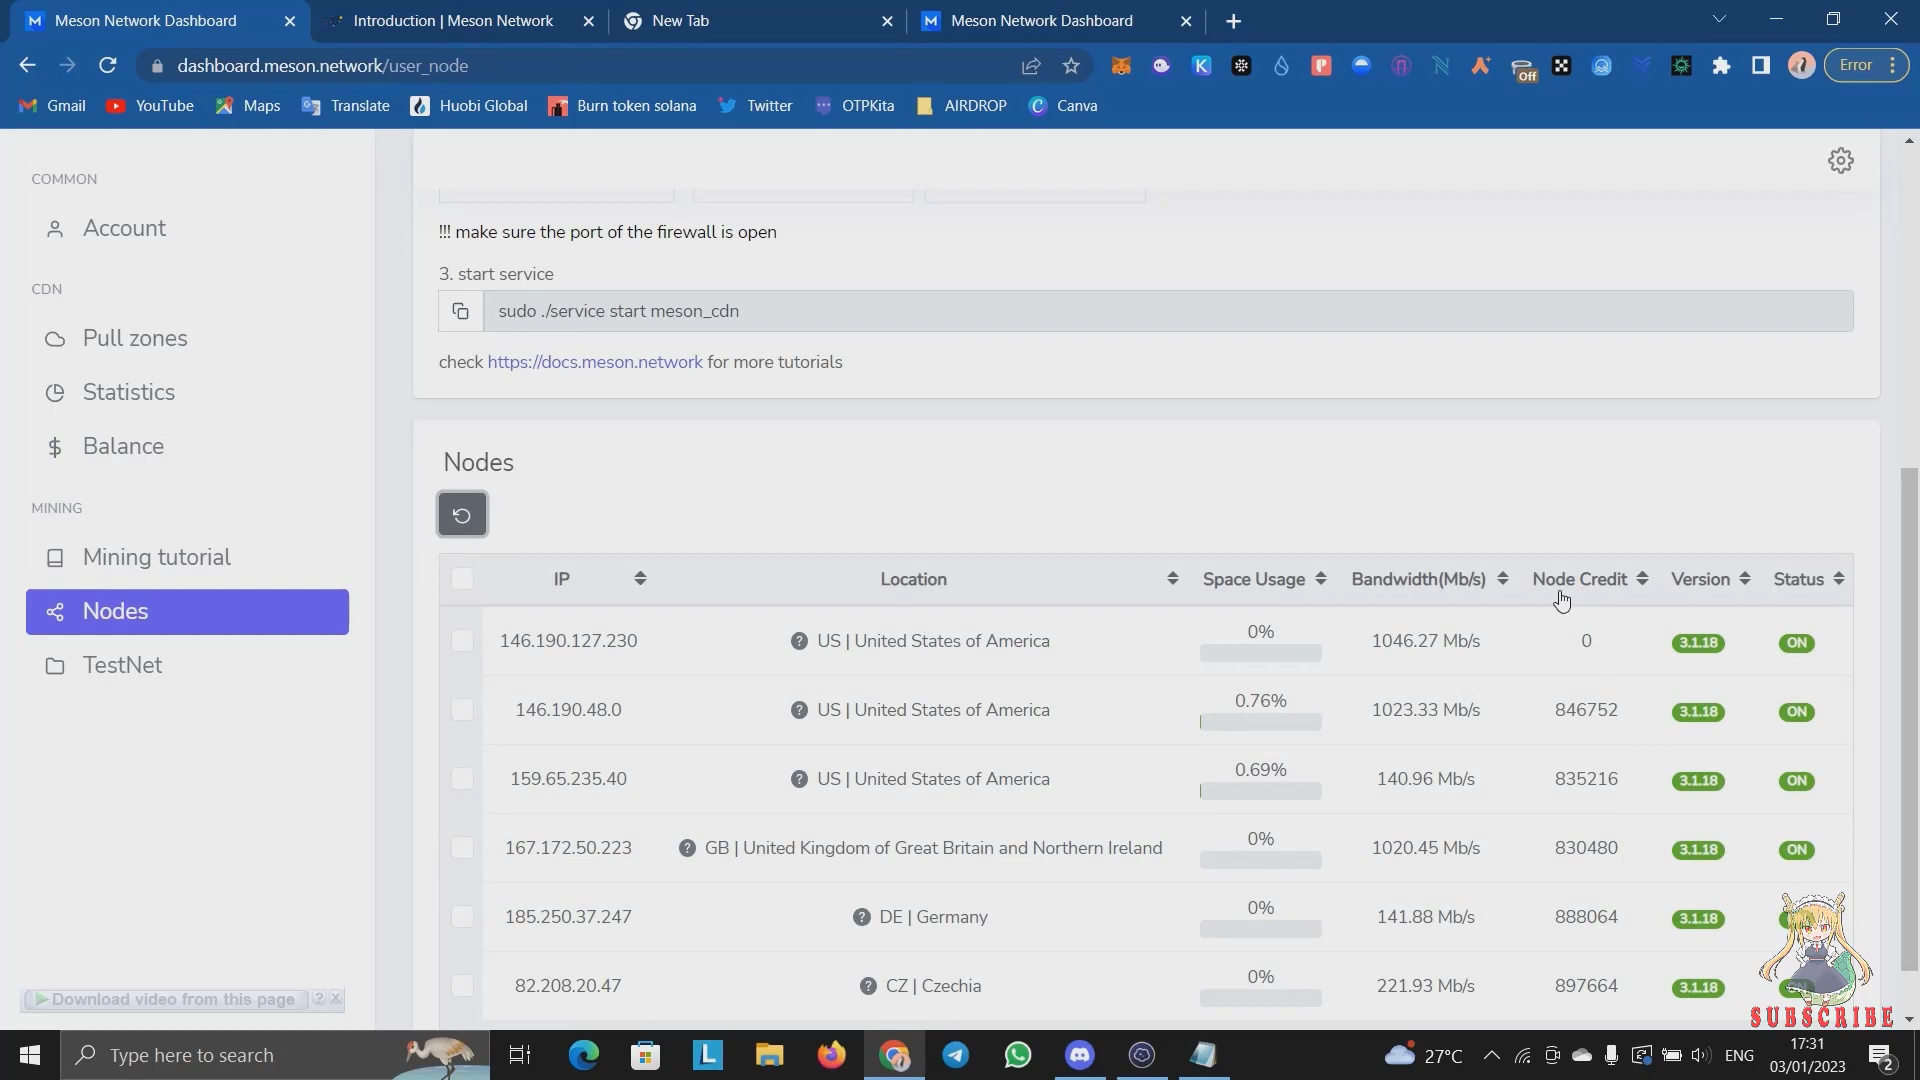 Meson Network Dashboard
Introduction | Meson Network
New Tab
Meson Network Dashboard
dashboard.meson.network/user_node
Off
Error
Gmail
YouTube
Maps
Translate
Huobi Global
Burn token solana
Twitter
OTPKita
AIRDROP
Canva
COMMON
Account
CDN
Pull zones
Statistics
Balance
MINING
Mining tutorial
Nodes
TestNet
!!! make sure the port of the firewall is open
3. start service
sudo ./service start meson_cdn
check https://docs.meson.network for more tutorials
Nodes
IP Location Space Usage Bandwidth(Mb/s) Node Credit Version Status
146.190.127.230 US | United States of America 0% 1046.27 Mb/s 0 3.1.18 ON
146.190.48.0 US | United States of America 0.76% 1023.33 Mb/s 846752 3.1.18 ON
159.65.235.40 US | United States of America 0.69% 140.96 Mb/s 835216 3.1.18 ON
167.172.50.223 GB | United Kingdom of Great Britain and Northern Ireland 0% 1020.45 Mb/s 830480 3.1.18 ON
185.250.37.247 DE | Germany 0% 141.88 Mb/s 888064 3.1.18
82.208.20.47 CZ | Czechia 0% 221.93 Mb/s 897664 3.1.18
Download video from this page ? X
SUBSCRIBE
Type here to search
27°C
ENG
17:31
03/01/2023
2